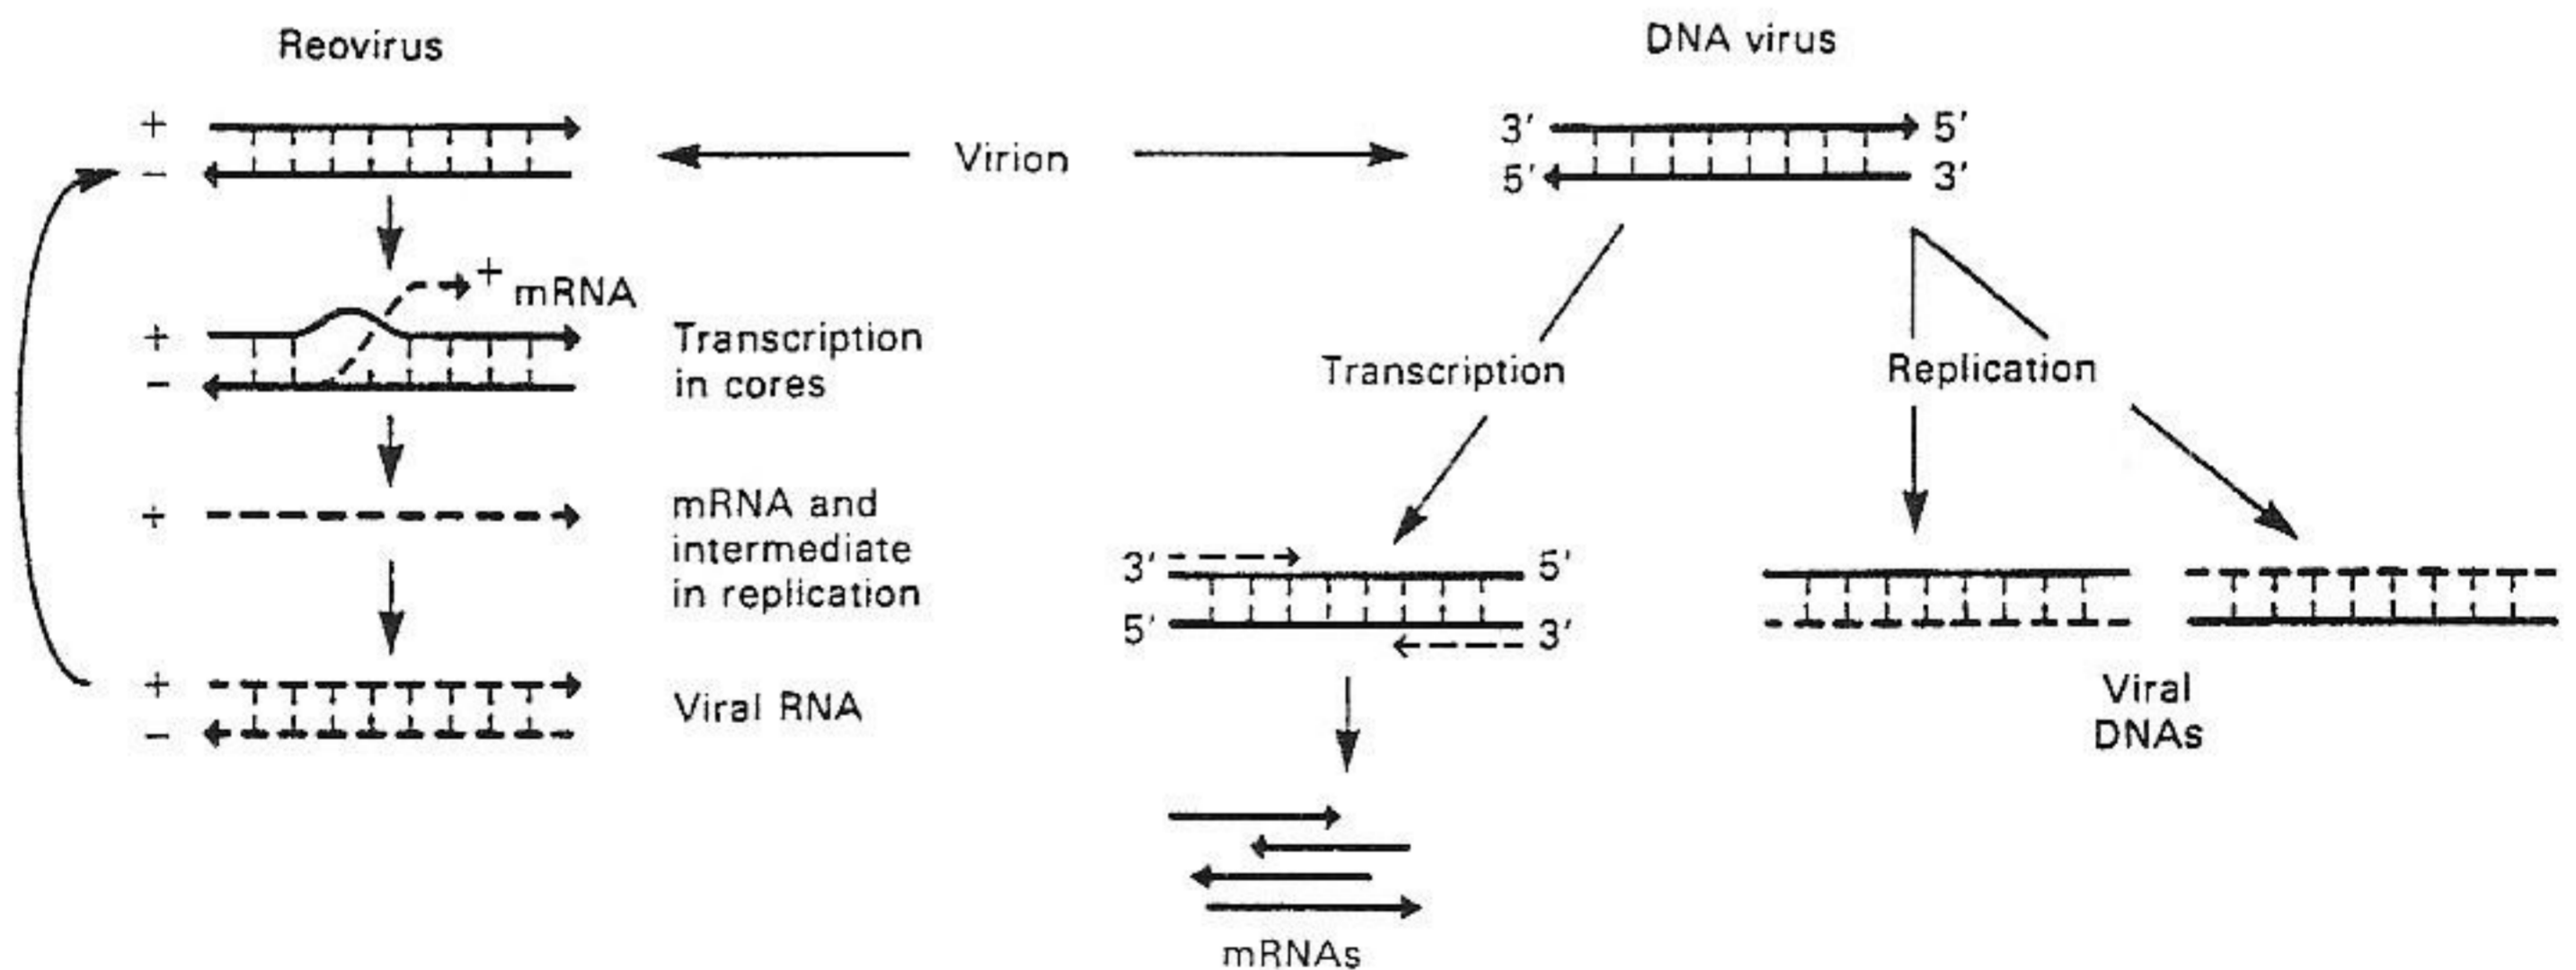 Reovirus
+
−
+ mRNA
+
−
Transcription
in cores
+
mRNA and
intermediate
in replication
+
−
Viral RNA
Virion
DNA virus
3′ 5′
5′ 3′
Transcription
Replication
3′ 5′
5′ 3′
mRNAs
Viral
DNAs